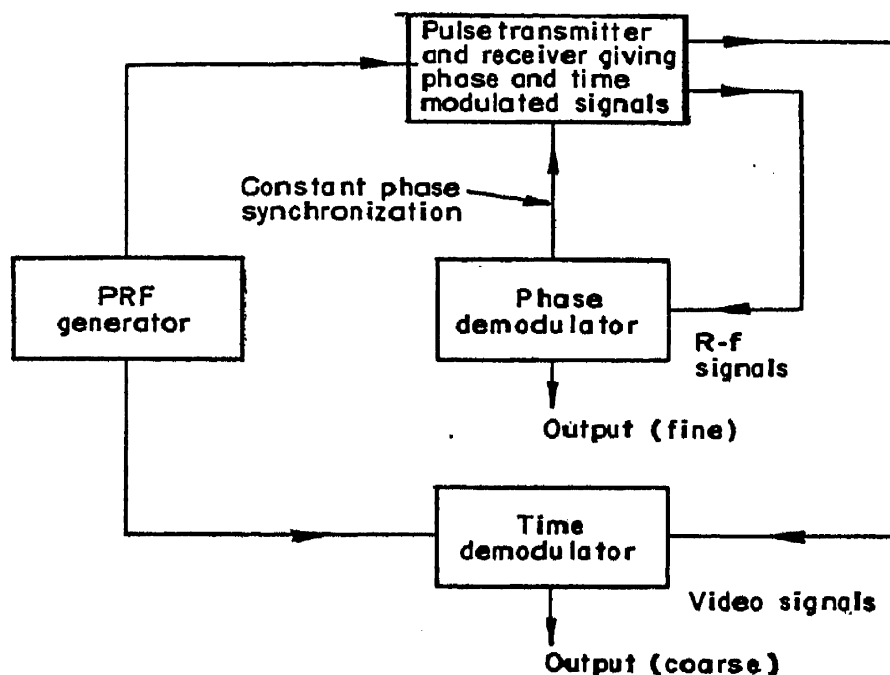 Pulse transmitter
and receiver giving
phase and time
modulated signals
Constant phase
synchronization
PRF
generator
Phase
demodulator
R-f
signals
Output (fine)
Time
demodulator
Video signals
Output (coarse)